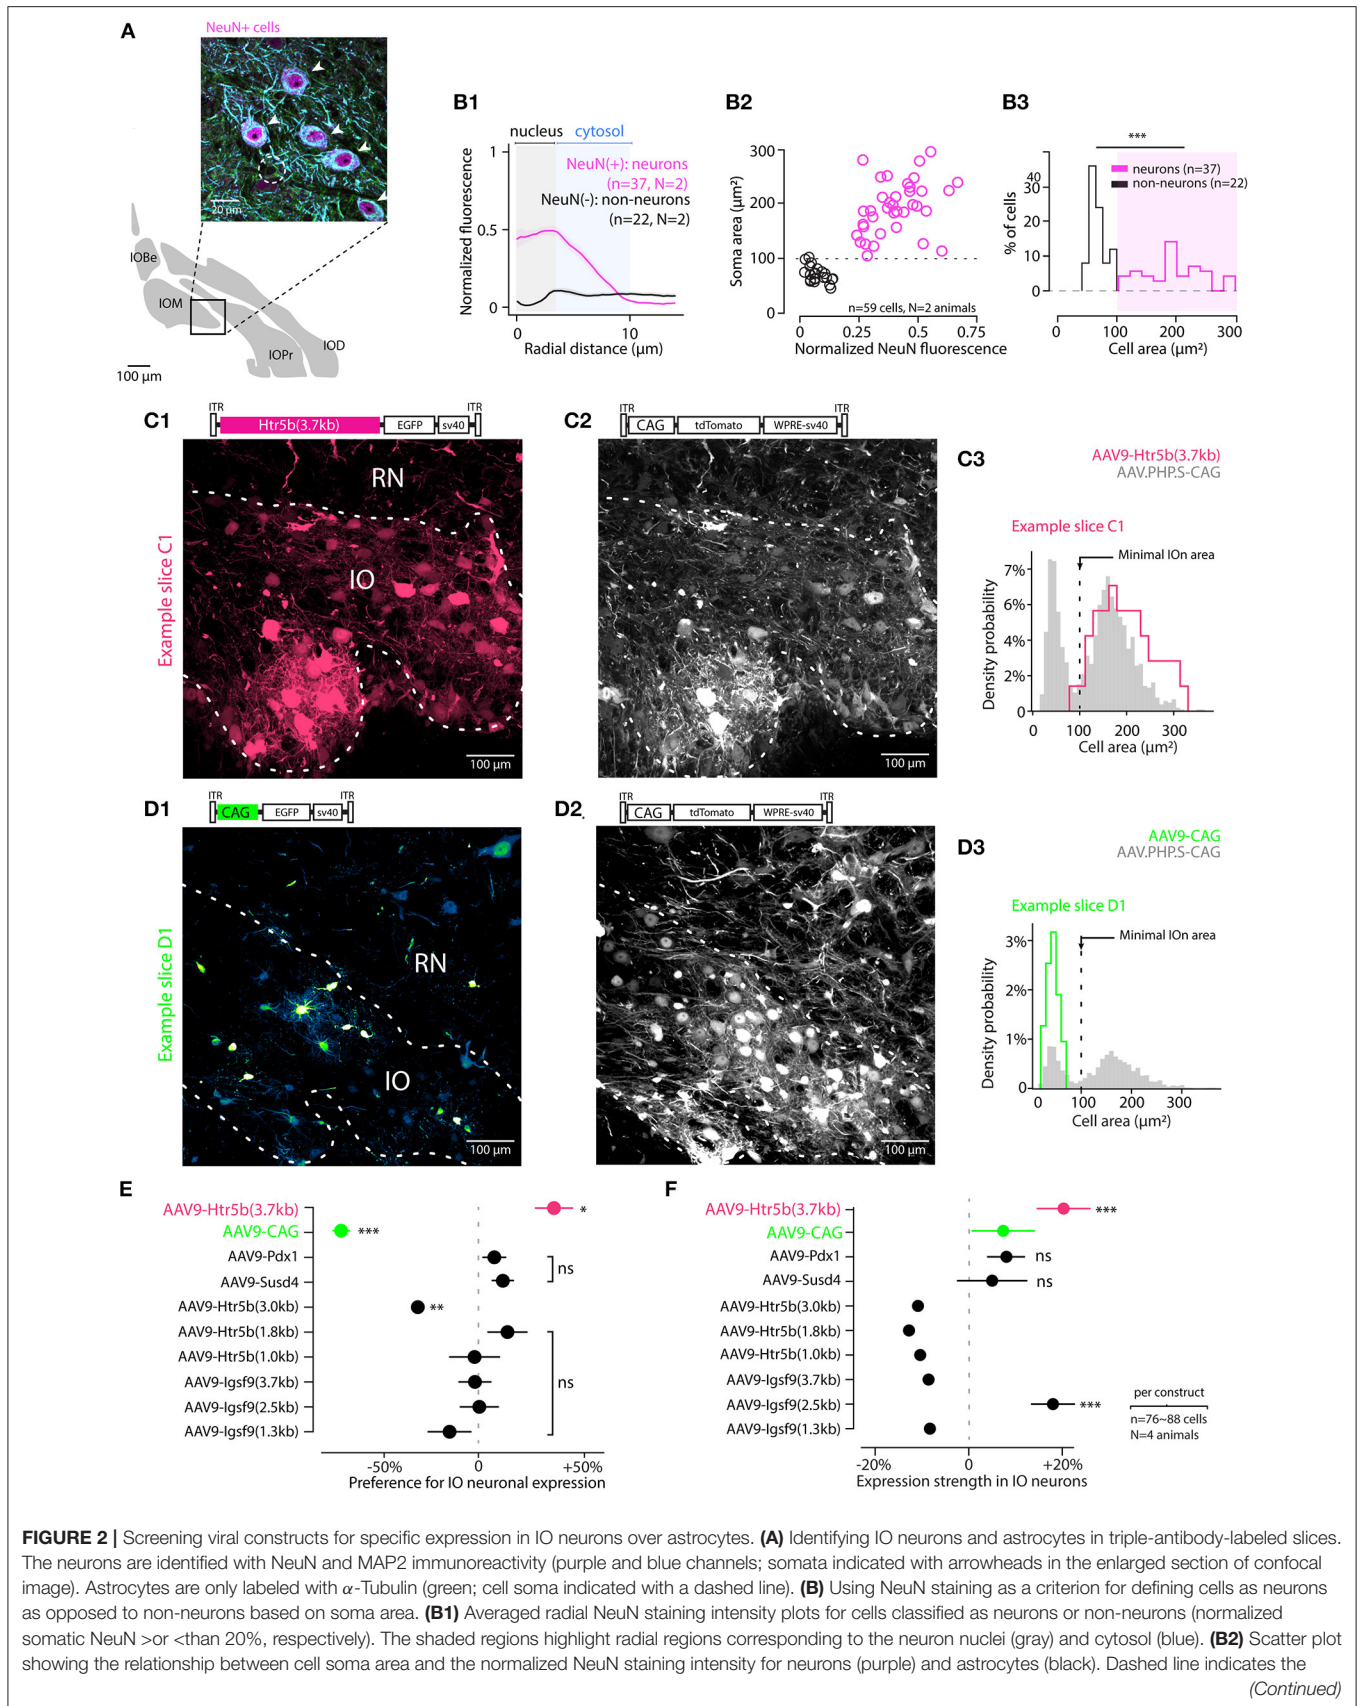 A
NeuN+ cells
20 µm
IOBe
IOM
IOPr
IOD
100 µm
B1
nucleus
cytosol
1
0.5
0
Normalized fluorescence
NeuN(+): neurons
(n=37, N=2)
NeuN(-): non-neurons
(n=22, N=2)
0
10
Radial distance (µm)
B2
300
200
100
0
Soma area (µm²)
n=59 cells, N=2 animals
0
0.25
0.5
0.75
Normalized NeuN fluorescence
B3
***
40
30
20
10
0
% of cells
neurons (n=37)
non-neurons (n=22)
0
100
200
300
Cell area (µm²)
C1
ITR
Htr5b(3.7kb)
EGFP
sv40
ITR
Example slice C1
RN
IO
100 µm
C2
ITR
CAG
tdTomato
WPRE-sv40
ITR
100 µm
C3
AAV9-Htr5b(3.7kb)
AAV.PHP.S-CAG
Example slice C1
Minimal IOn area
7%
6%
4%
2%
0
Density probability
0
100
200
300
Cell area (µm²)
D1
ITR
CAG
EGFP
sv40
ITR
Example slice D1
RN
IO
100 µm
D2
ITR
CAG
tdTomato
WPRE-sv40
ITR
100 µm
D3
AAV9-CAG
AAV.PHP.S-CAG
Example slice D1
Minimal IOn area
3%
2%
1%
0
Density probability
0
100
200
300
Cell area (µm²)
E
AAV9-Htr5b(3.7kb)
*
AAV9-CAG
***
AAV9-Pdx1
AAV9-Susd4
ns
AAV9-Htr5b(3.0kb)
**
AAV9-Htr5b(1.8kb)
AAV9-Htr5b(1.0kb)
AAV9-Igsf9(3.7kb)
ns
AAV9-Igsf9(2.5kb)
AAV9-Igsf9(1.3kb)
-50%
0
+50%
Preference for IO neuronal expression
F
AAV9-Htr5b(3.7kb)
***
AAV9-CAG
AAV9-Pdx1
ns
AAV9-Susd4
ns
AAV9-Htr5b(3.0kb)
AAV9-Htr5b(1.8kb)
AAV9-Htr5b(1.0kb)
AAV9-Igsf9(3.7kb)
AAV9-Igsf9(2.5kb)
***
AAV9-Igsf9(1.3kb)
per construct
n=76~88 cells
N=4 animals
-20%
0
+20%
Expression strength in IO neurons
FIGURE 2 | Screening viral constructs for specific expression in IO neurons over astrocytes. (A) Identifying IO neurons and astrocytes in triple-antibody-labeled slices.
The neurons are identified with NeuN and MAP2 immunoreactivity (purple and blue channels; somata indicated with arrowheads in the enlarged section of confocal
image). Astrocytes are only labeled with α-Tubulin (green; cell soma indicated with a dashed line). (B) Using NeuN staining as a criterion for defining cells as neurons
as opposed to non-neurons based on soma area. (B1) Averaged radial NeuN staining intensity plots for cells classified as neurons or non-neurons (normalized
somatic NeuN >or <than 20%, respectively). The shaded regions highlight radial regions corresponding to the neuron nuclei (gray) and cytosol (blue). (B2) Scatter plot
showing the relationship between cell soma area and the normalized NeuN staining intensity for neurons (purple) and astrocytes (black). Dashed line indicates the
(Continued)